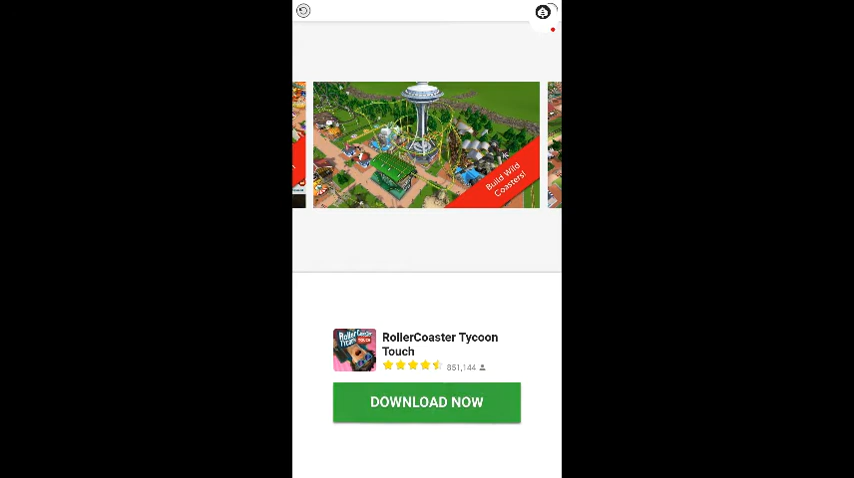 Build Wild
Coasters!
RollerCoaster Tycoon
Touch
851,144
DOWNLOAD NOW